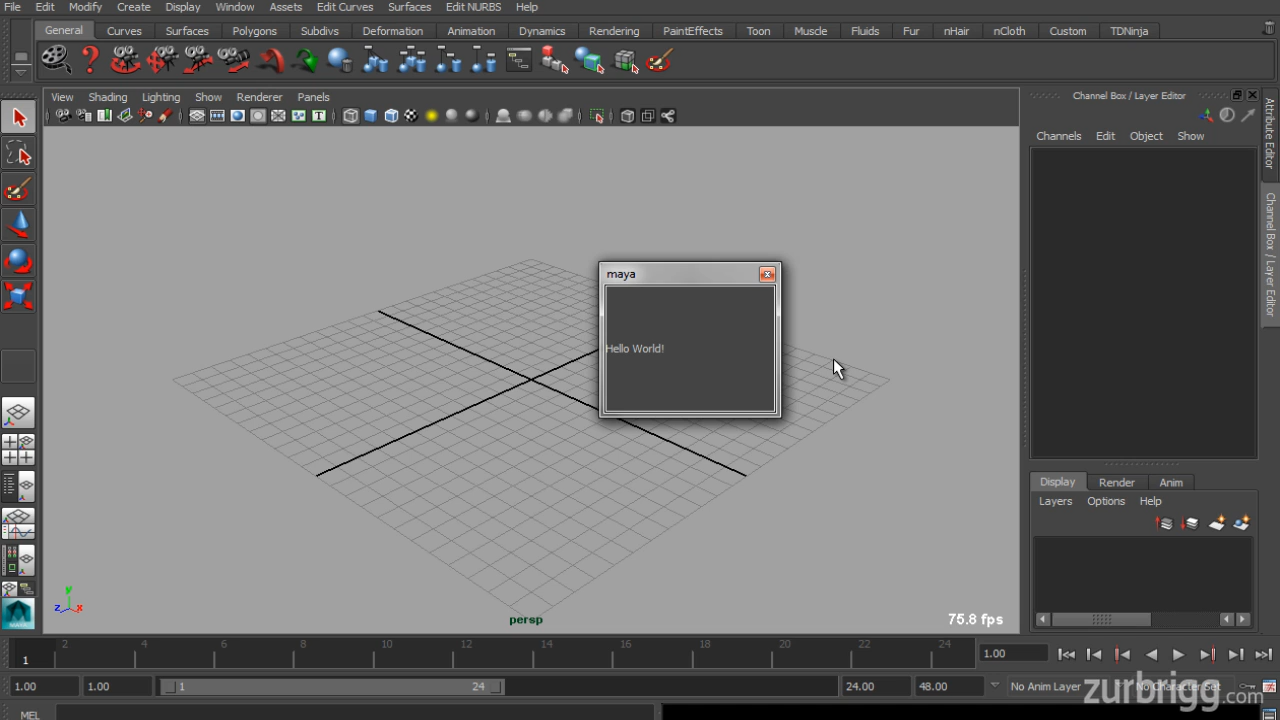 File Edit Modify Create Display Window Assets Edit Curves Surfaces Edit NURBS Help
General Curves Surfaces Polygons Subdivs Deformation Animation Dynamics Rendering PaintEffects Toon Muscle Fluids Fur nHair nCloth Custom TDNinja
View Shading Lighting Show Renderer Panels
Channel Box / Layer Editor
Channels Edit Object Show
Attribute Editor
Channel Box / Layer Editor
maya
Hello World!
Display Render Anim
Layers Options Help
y
z x
persp
75.8 fps
2 4 6 8 10 12 14 16 18 20 22 24
1
1.00
1.00 1.00 1 24 24.00 48.00 No Anim Layer No Character Set
zurbrigg.com
MEL